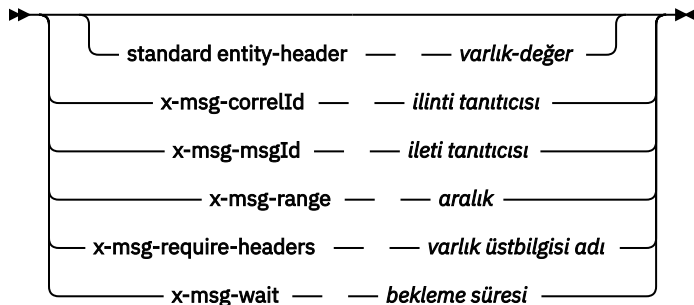 standard entity-header varlık-değer
x-msg-correlId ilinti tanıtıcısı
x-msg-msgId ileti tanıtıcısı
x-msg-range aralık
x-msg-require-headers varlık üstbilgisi adı
x-msg-wait bekleme süresi